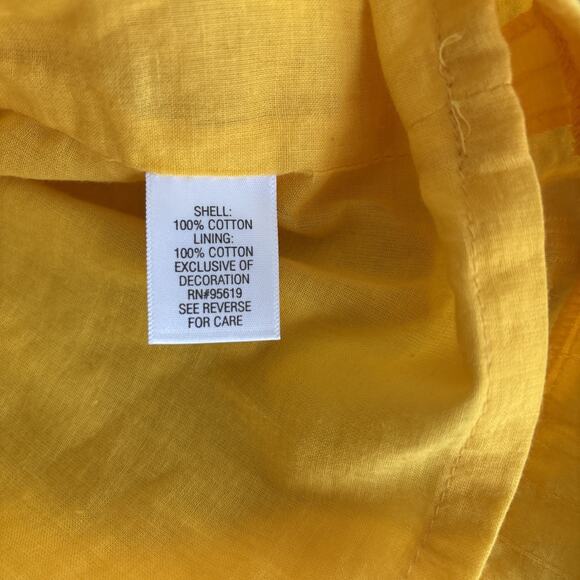 SHELL:
100% COTTON
LINING:
100% COTTON
EXCLUSIVE OF
DECORATION
RN#95619
SEE REVERSE
FOR CARE